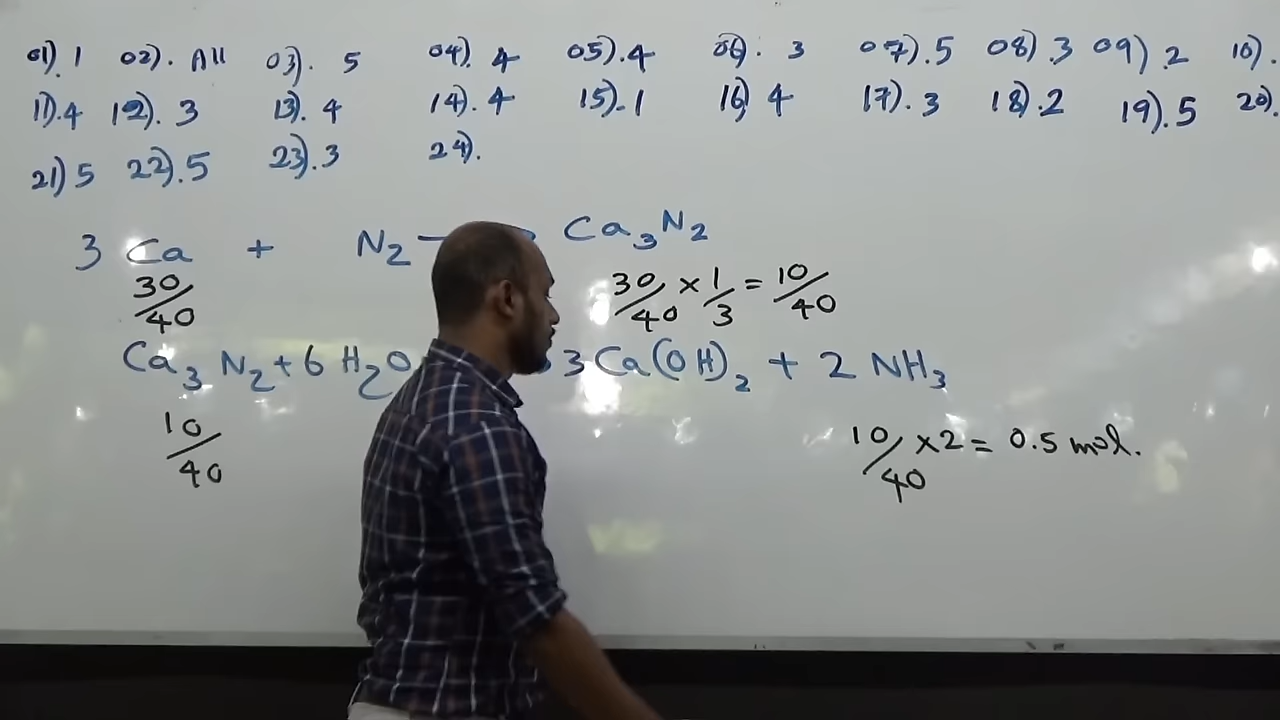 01). 1 02). All 03). 5 04). 4 05). 4 06). 3 07). 5 08). 3 09). 2 10).
11). 4 12). 3 13). 4 14). 4 15). 1 16) 4 17). 3 18). 2 19). 5 20).
21) 5 22). 5 23). 3 24).
3 Ca + N₂ — Ca₃N₂
30/40 30/40 × 1/3 = 10/40
Ca₃N₂ + 6 H₂O 3 Ca(OH)₂ + 2 NH₃
10/40 10/40 × 2 = 0.5 mol.